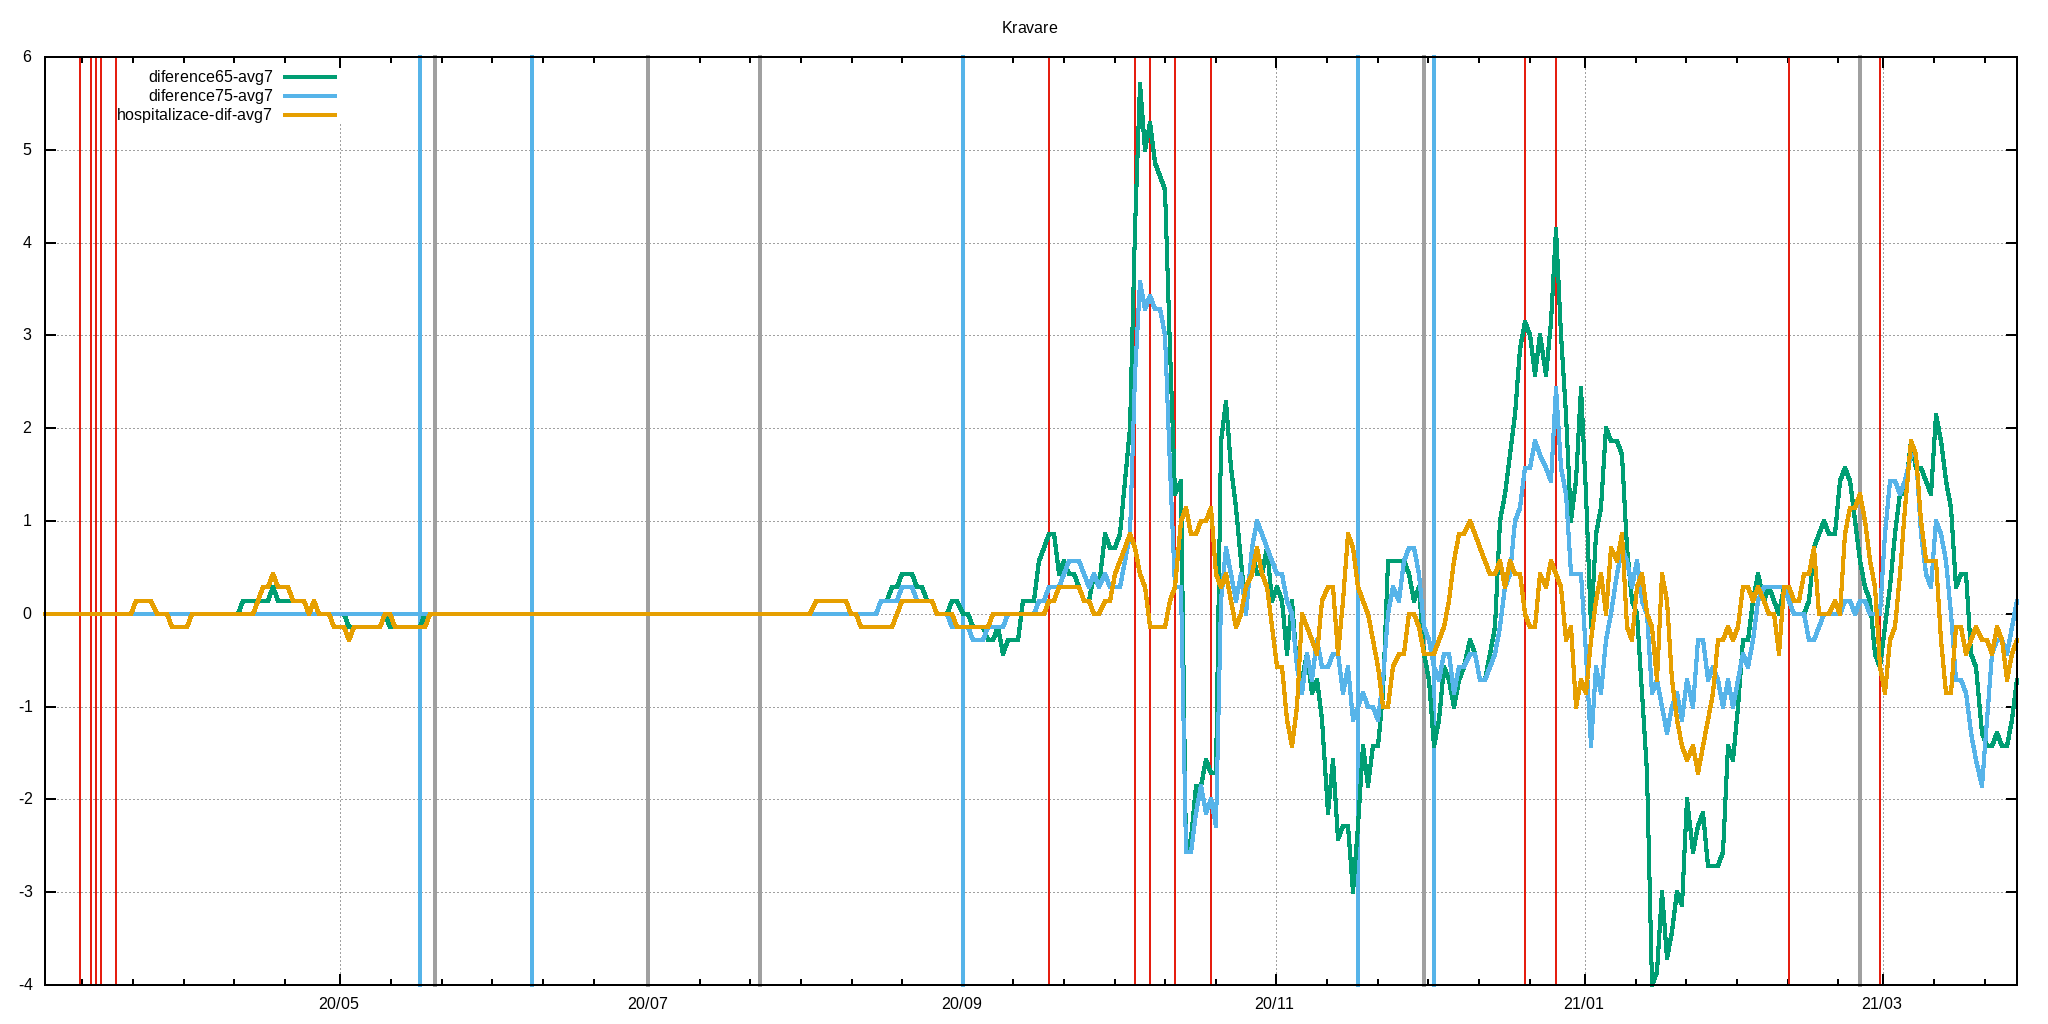 Kravare
6
diference65-avg7
diference75-avg7
hospitalizace-dif-avg7
5
4
3
2
1
0
-1
-2
-3
-4
20/05 20/07 20/09 20/11 21/01 21/03